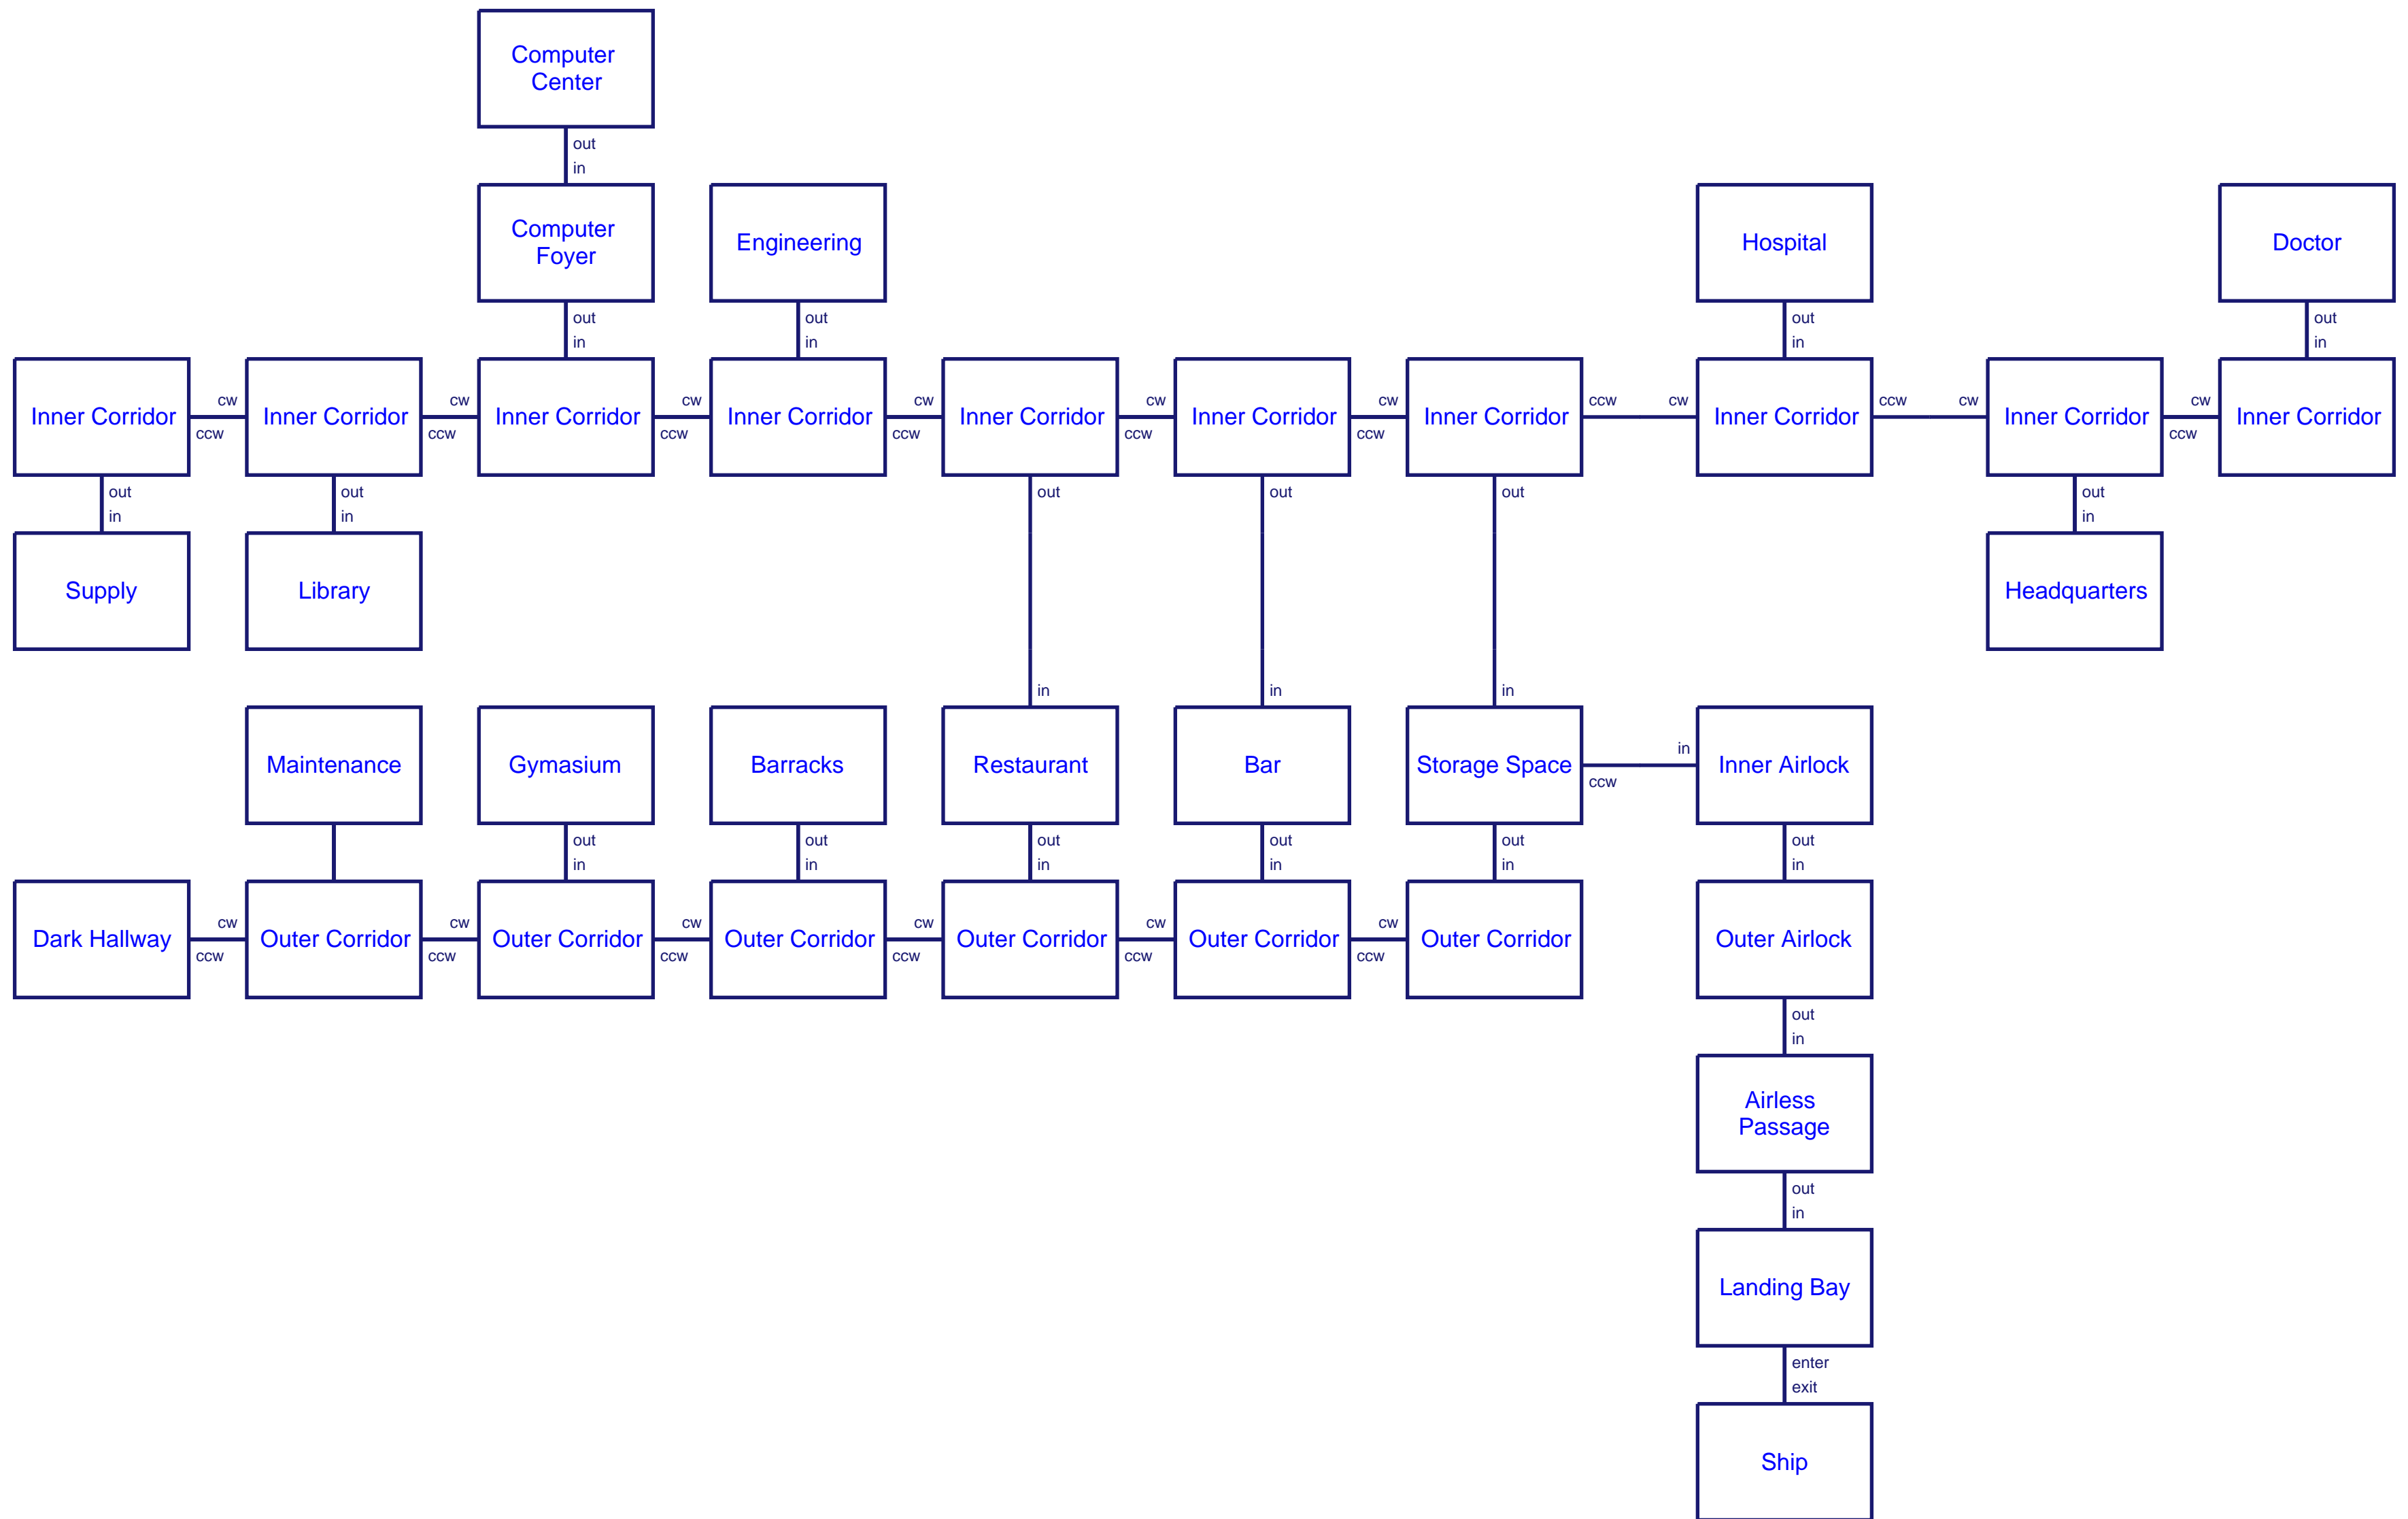 Computer
Center
out
in
Computer
Foyer
Engineering
Hospital
Doctor
out
in
out
in
out
in
out
in
Inner Corridor
cw
ccw
Inner Corridor
cw
ccw
Inner Corridor
cw
ccw
Inner Corridor
cw
ccw
Inner Corridor
cw
ccw
Inner Corridor
cw
ccw
Inner Corridor
ccw
cw
Inner Corridor
ccw
cw
Inner Corridor
cw
ccw
Inner Corridor
out
in
out
in
out
in
out
in
out
in
out
in
Supply
Library
Headquarters
Maintenance
Gymasium
Barracks
Restaurant
Bar
Storage Space
in
ccw
Inner Airlock
out
in
out
in
out
in
out
in
out
in
out
in
Dark Hallway
cw
ccw
Outer Corridor
cw
ccw
Outer Corridor
cw
ccw
Outer Corridor
cw
ccw
Outer Corridor
cw
ccw
Outer Corridor
cw
ccw
Outer Corridor
Outer Airlock
out
in
Airless
Passage
out
in
Landing Bay
enter
exit
Ship